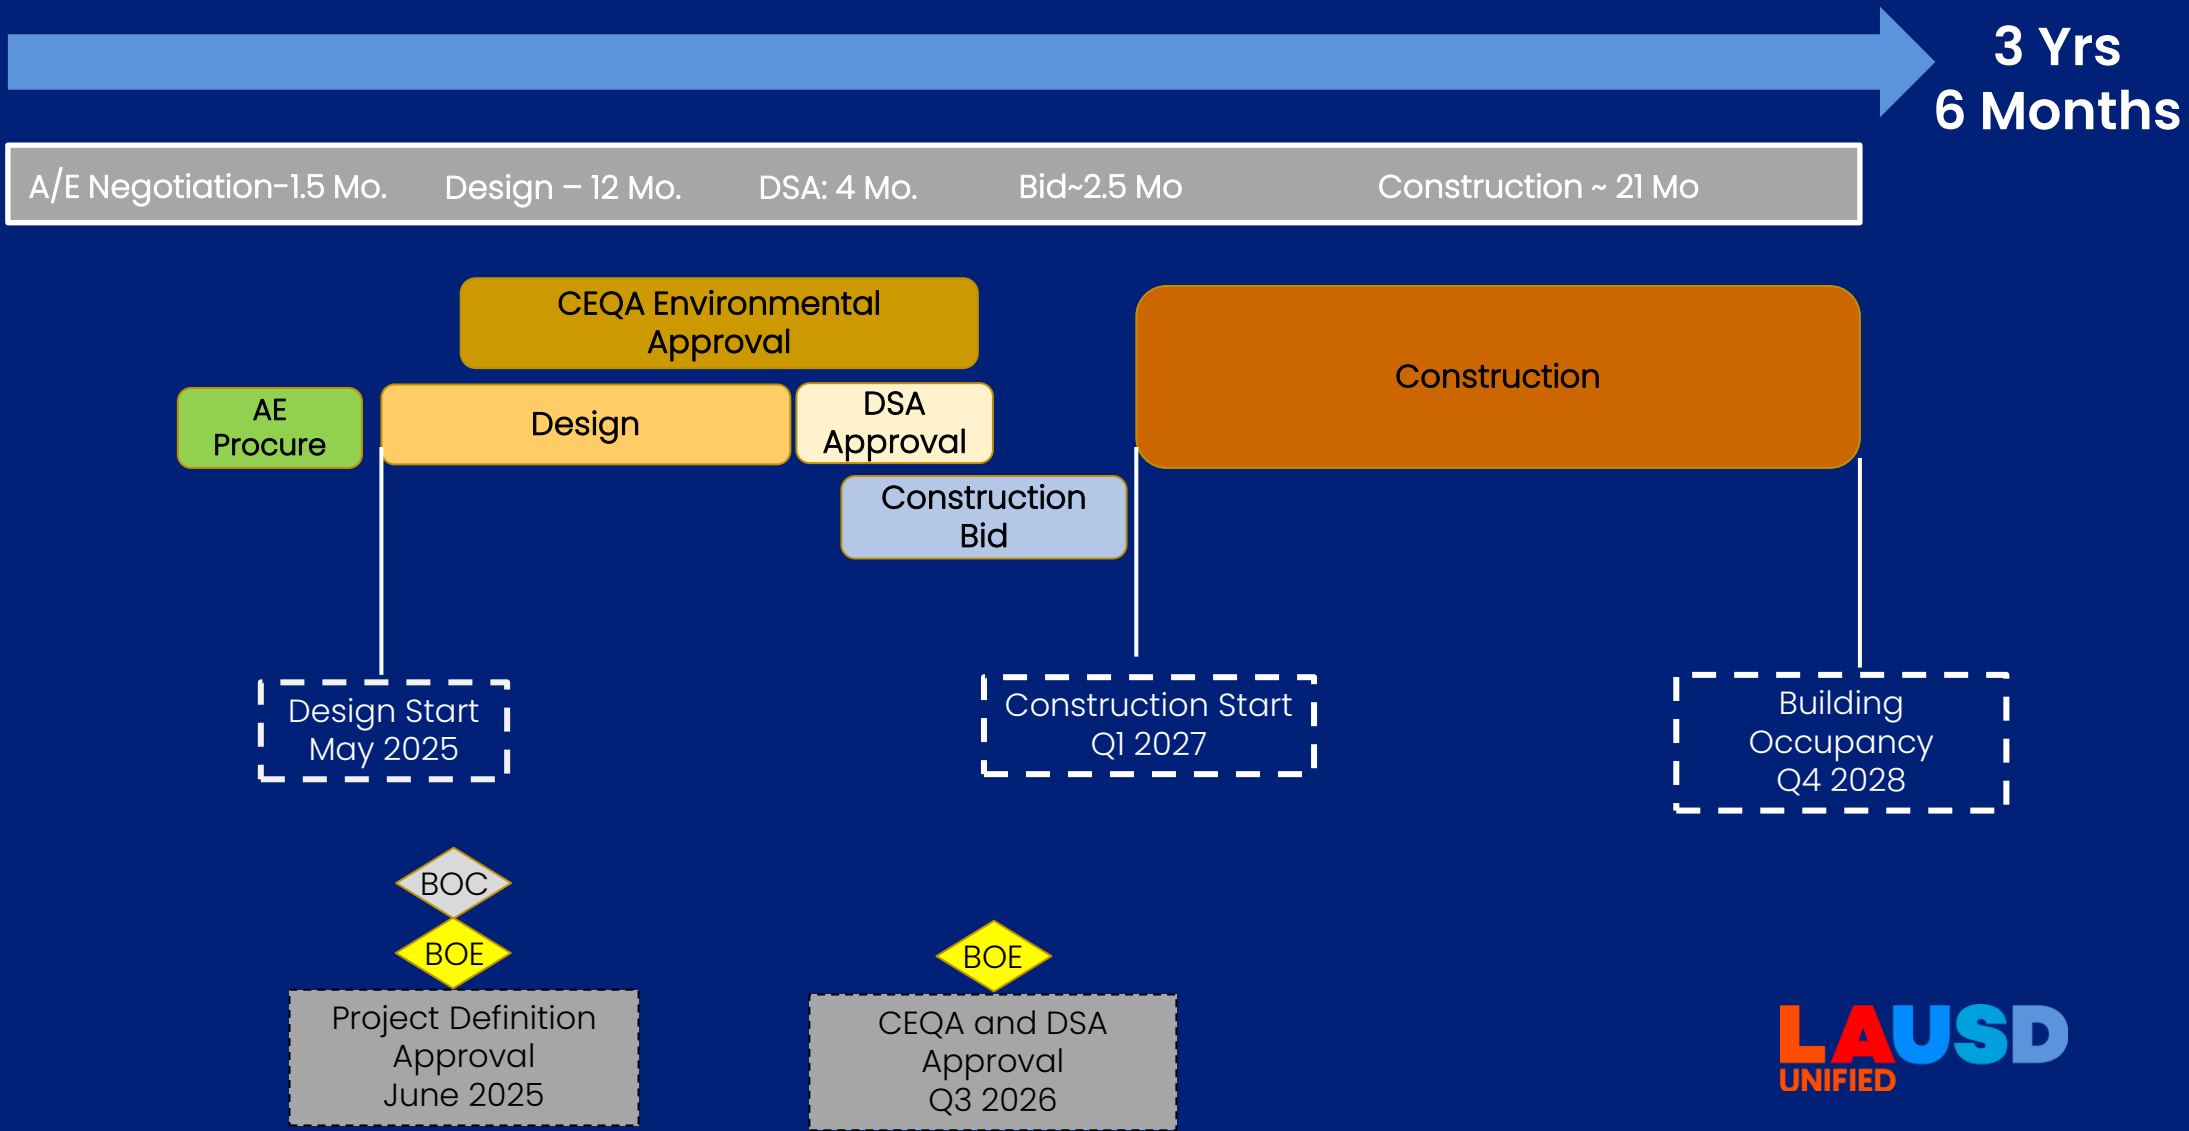 3 Yrs
6 Months
A/E Negotiation-1.5 Mo.
Design – 12 Mo.
DSA: 4 Mo.
Bid~2.5 Mo
Construction ~ 21 Mo
CEQA Environmental
Approval
Construction
AE
Procure
Design
DSA
Approval
Construction
Bid
Design Start
May 2025
Construction Start
Q1 2027
Building
Occupancy
Q4 2028
BOC
BOE
Project Definition
Approval
June 2025
BOE
CEQA and DSA
Approval
Q3 2026
LAUSD
UNIFIED